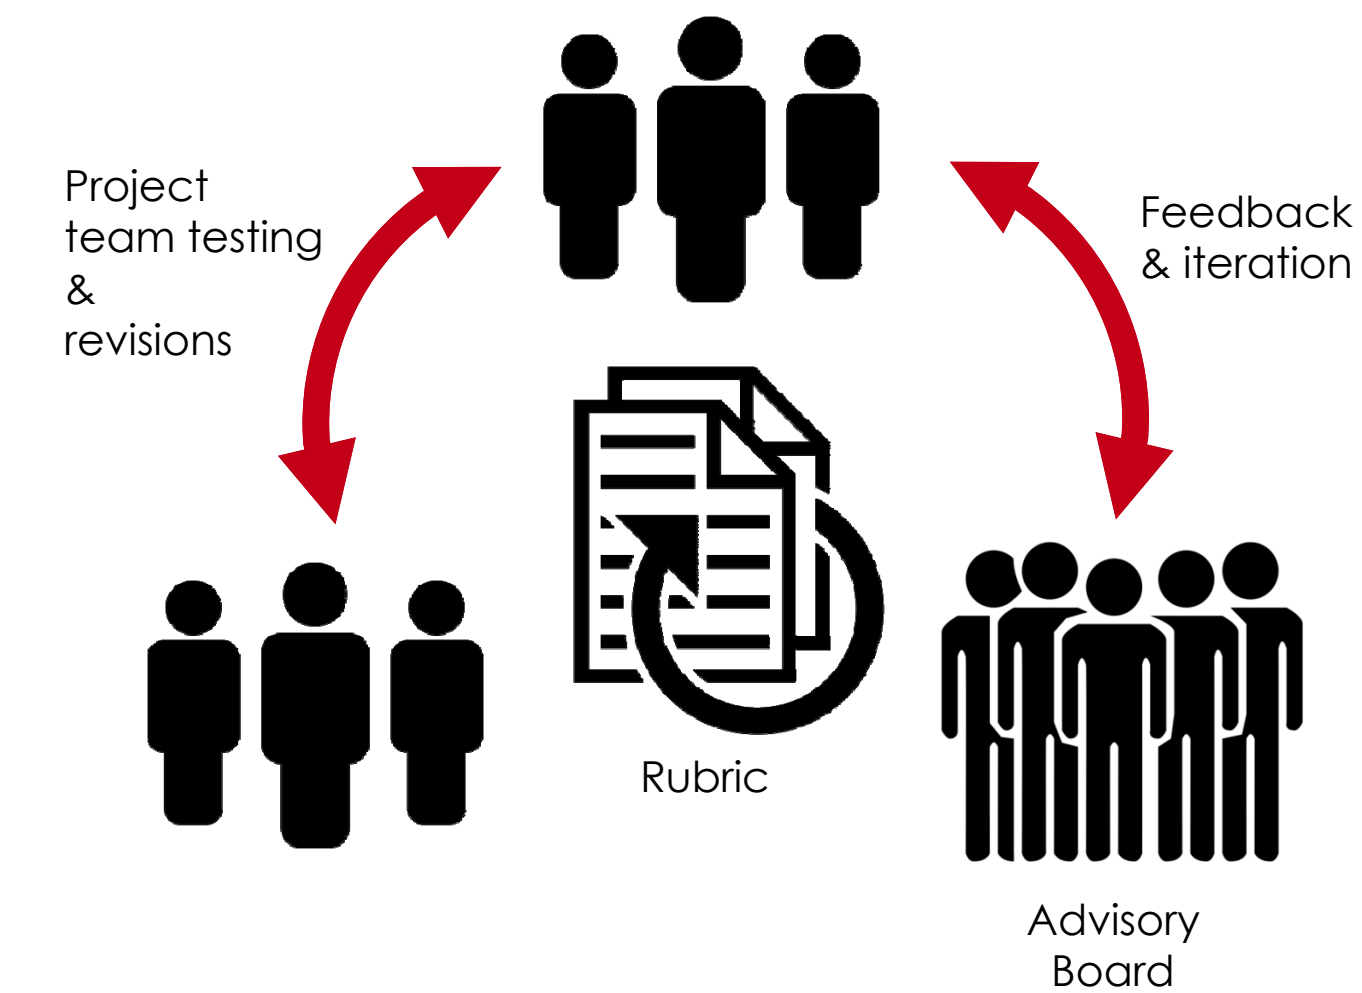 Project
team testing
&
revisions
Feedback
& iteration
Rubric
Advisory
Board